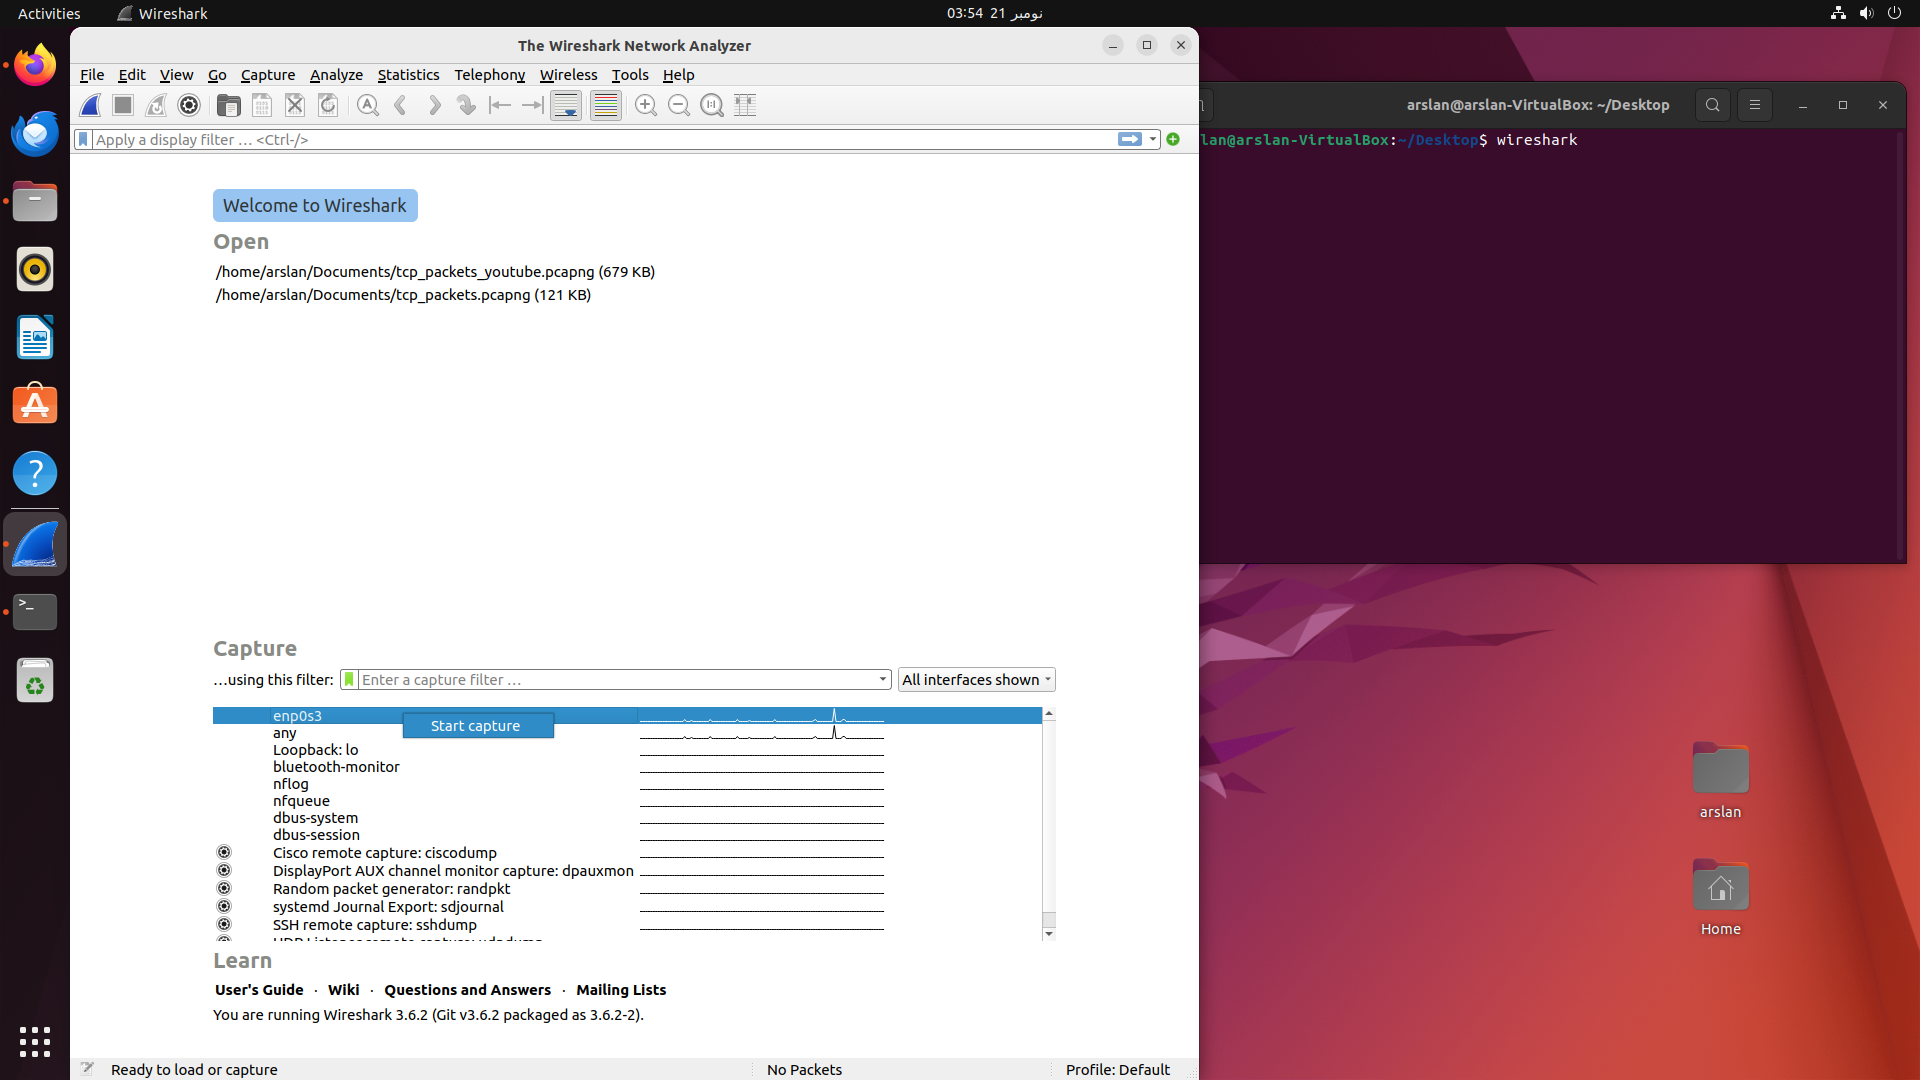 Activities
Wireshark
03:54 21 نومبر
The Wireshark Network Analyzer
File Edit View Go Capture Analyze Statistics Telephony Wireless Tools Help
Apply a display filter … <Ctrl-/>
Welcome to Wireshark
Open
/home/arslan/Documents/tcp_packets_youtube.pcapng (679 KB)
/home/arslan/Documents/tcp_packets.pcapng (121 KB)
Capture
…using this filter:
Enter a capture filter …
All interfaces shown
enp0s3
Start capture
any
Loopback: lo
bluetooth-monitor
nflog
nfqueue
dbus-system
dbus-session
Cisco remote capture: ciscodump
DisplayPort AUX channel monitor capture: dpauxmon
Random packet generator: randpkt
systemd Journal Export: sdjournal
SSH remote capture: sshdump
Learn
User's Guide · Wiki · Questions and Answers · Mailing Lists
You are running Wireshark 3.6.2 (Git v3.6.2 packaged as 3.6.2-2).
Ready to load or capture
No Packets
Profile: Default
arslan@arslan-VirtualBox: ~/Desktop
lan@arslan-VirtualBox:~/Desktop$ wireshark
arslan
Home